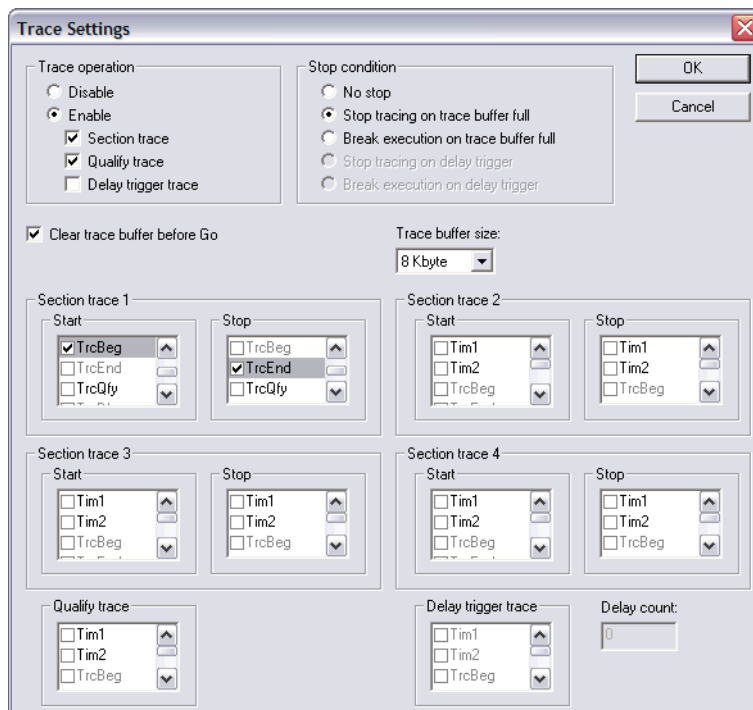 Trace Settings
Trace operation
Disable
Enable
Section trace
Qualify trace
Delay trigger trace
Stop condition
No stop
Stop tracing on trace buffer full
Break execution on trace buffer full
Stop tracing on delay trigger
Break execution on delay trigger
OK
Cancel
Clear trace buffer before Go
Trace buffer size:
8 Kbyte
Section trace 1
Start
TrcBeg
TrcEnd
TrcQfy
Stop
TrcBeg
TrcEnd
TrcQfy
Section trace 2
Start
Tim1
Tim2
TrcBeg
Stop
Tim1
Tim2
TrcBeg
Section trace 3
Start
Tim1
Tim2
TrcBeg
Stop
Tim1
Tim2
TrcBeg
Section trace 4
Start
Tim1
Tim2
TrcBeg
Stop
Tim1
Tim2
TrcBeg
Qualify trace
Tim1
Tim2
TrcBeg
Delay trigger trace
Tim1
Tim2
TrcBeg
Delay count:
0